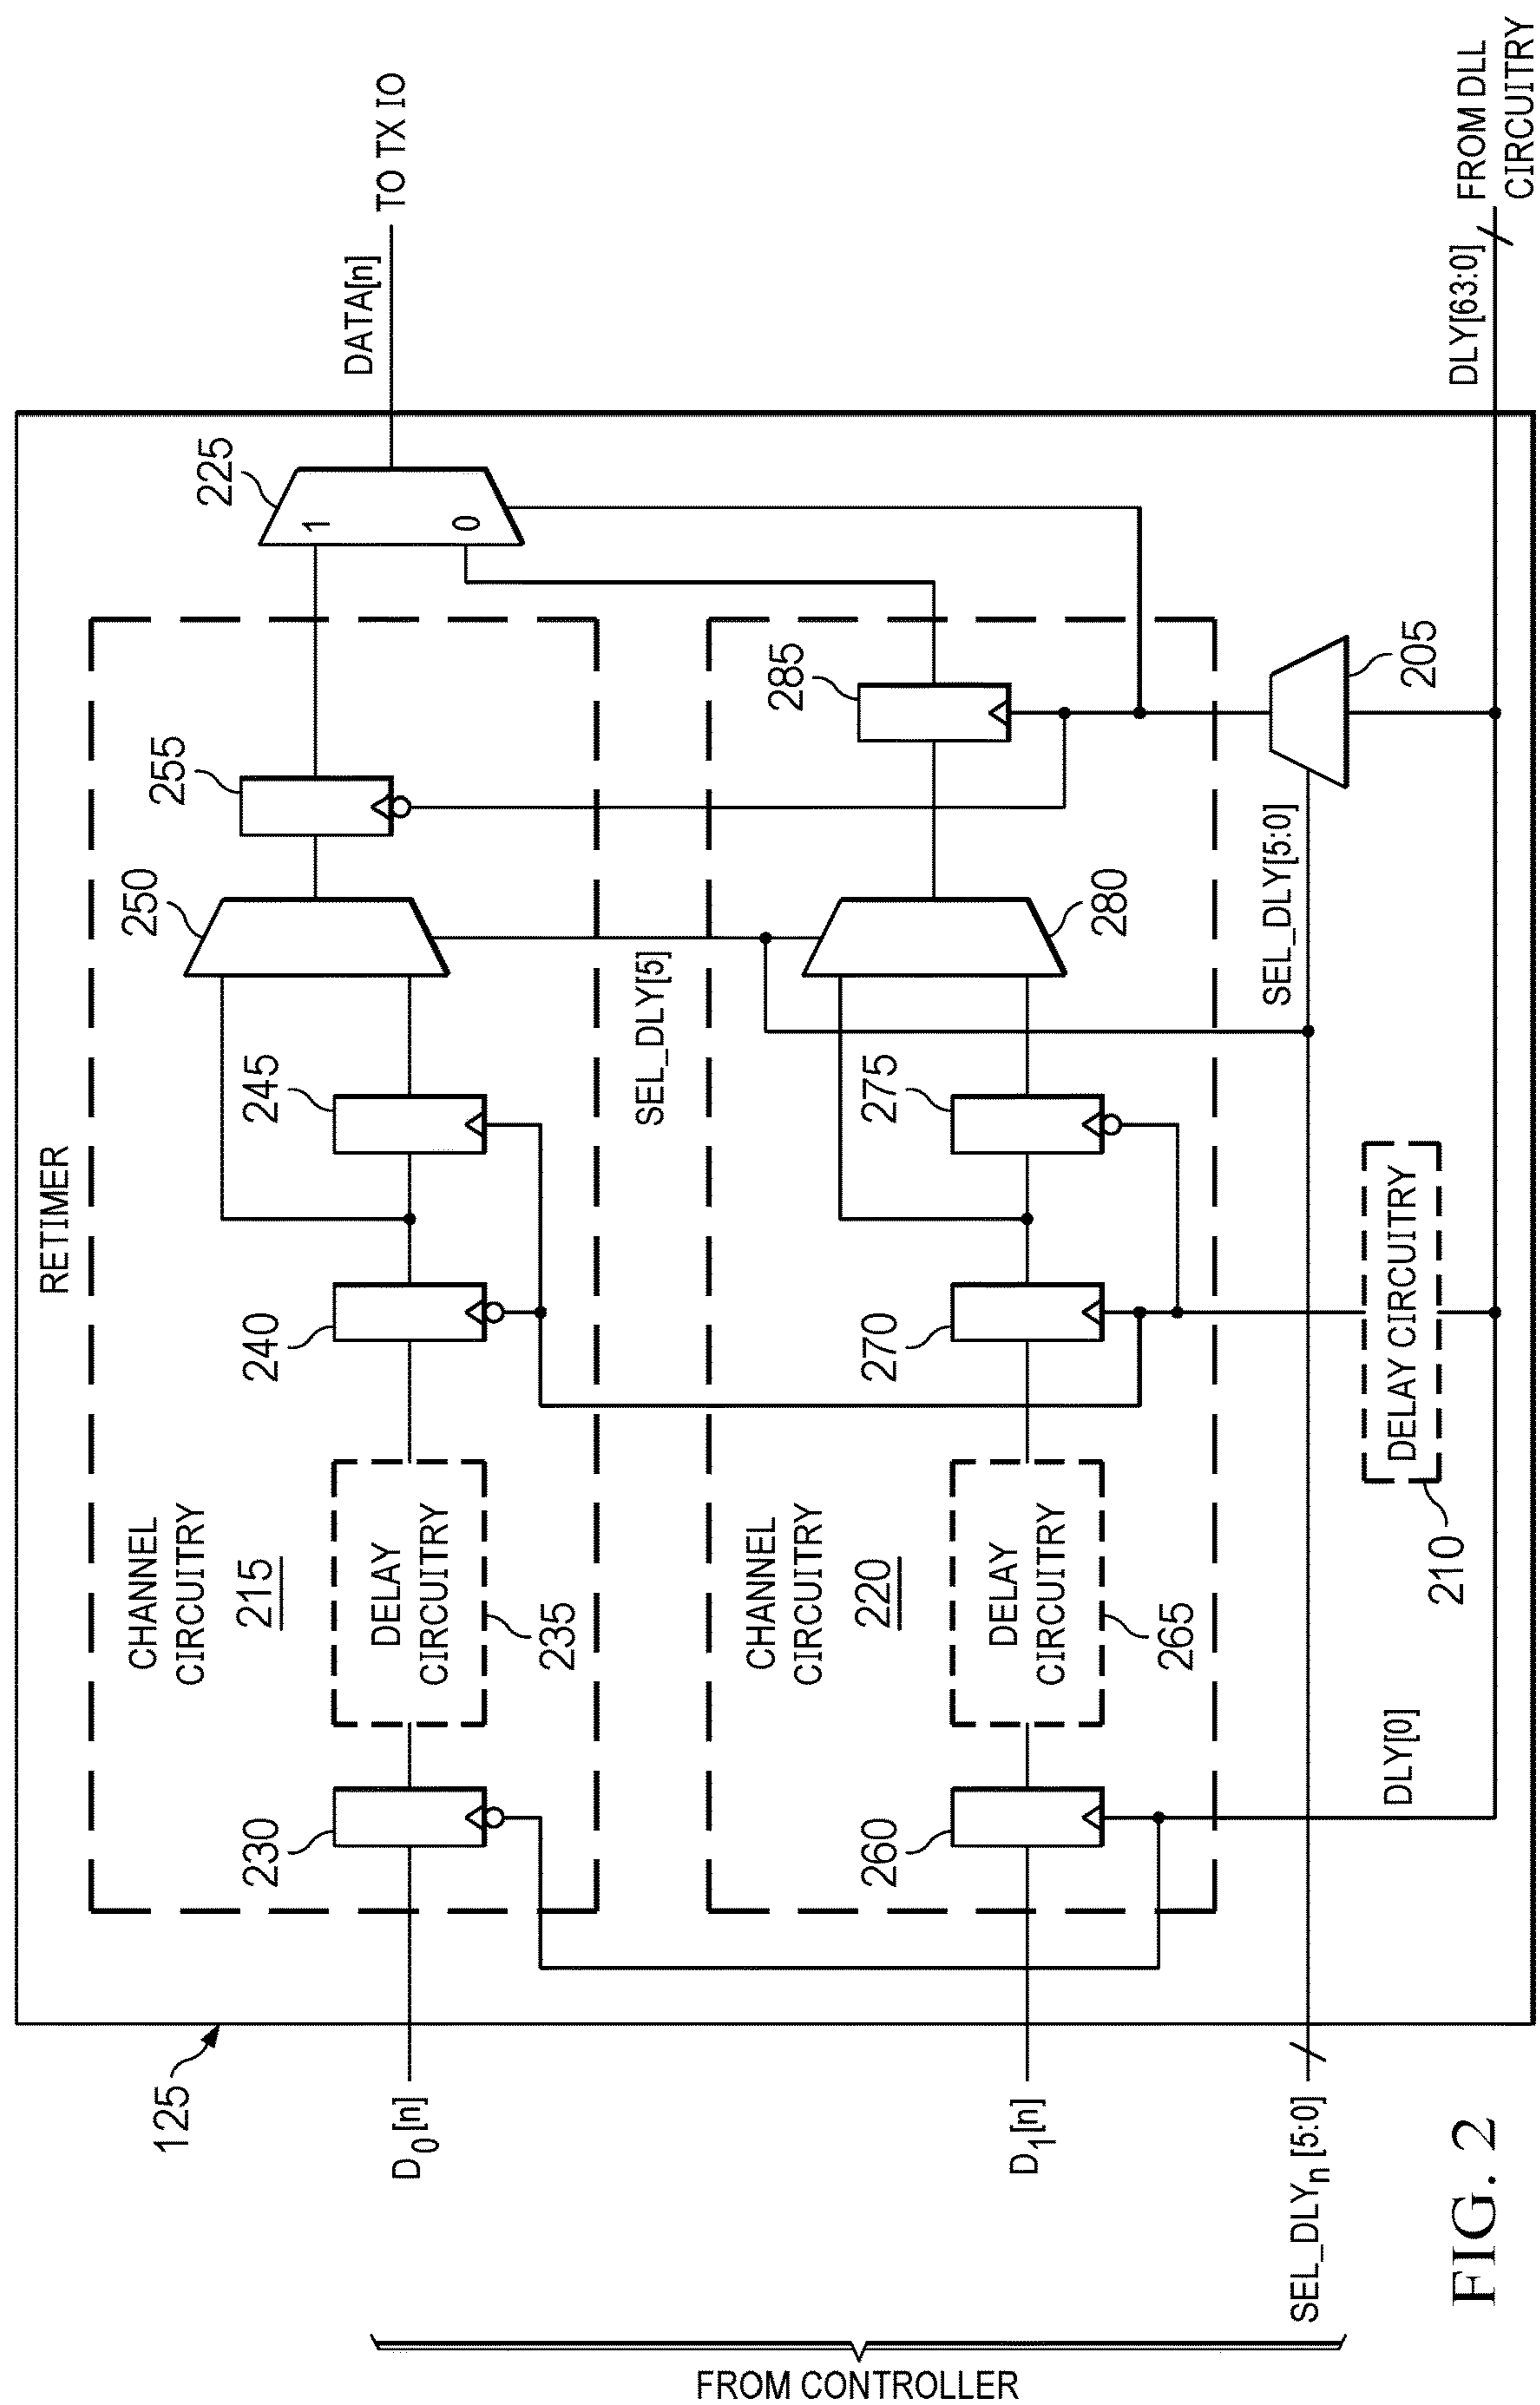 RETIMER
125
CHANNEL
CIRCUITRY
215
230
DELAY
CIRCUITRY
235
240
245
250
255
225
1
0
DATA[n]
TO TX IO
D0[n]
SEL_DLY[5]
CHANNEL
CIRCUITRY
220
260
DELAY
CIRCUITRY
265
270
275
280
285
D1[n]
SEL_DLYn[5:0]
SEL_DLY[5:0]
205
DLY[0]
DELAY CIRCUITRY
210
DLY[63:0]
FROM DLL
CIRCUITRY
FROM CONTROLLER
FIG. 2